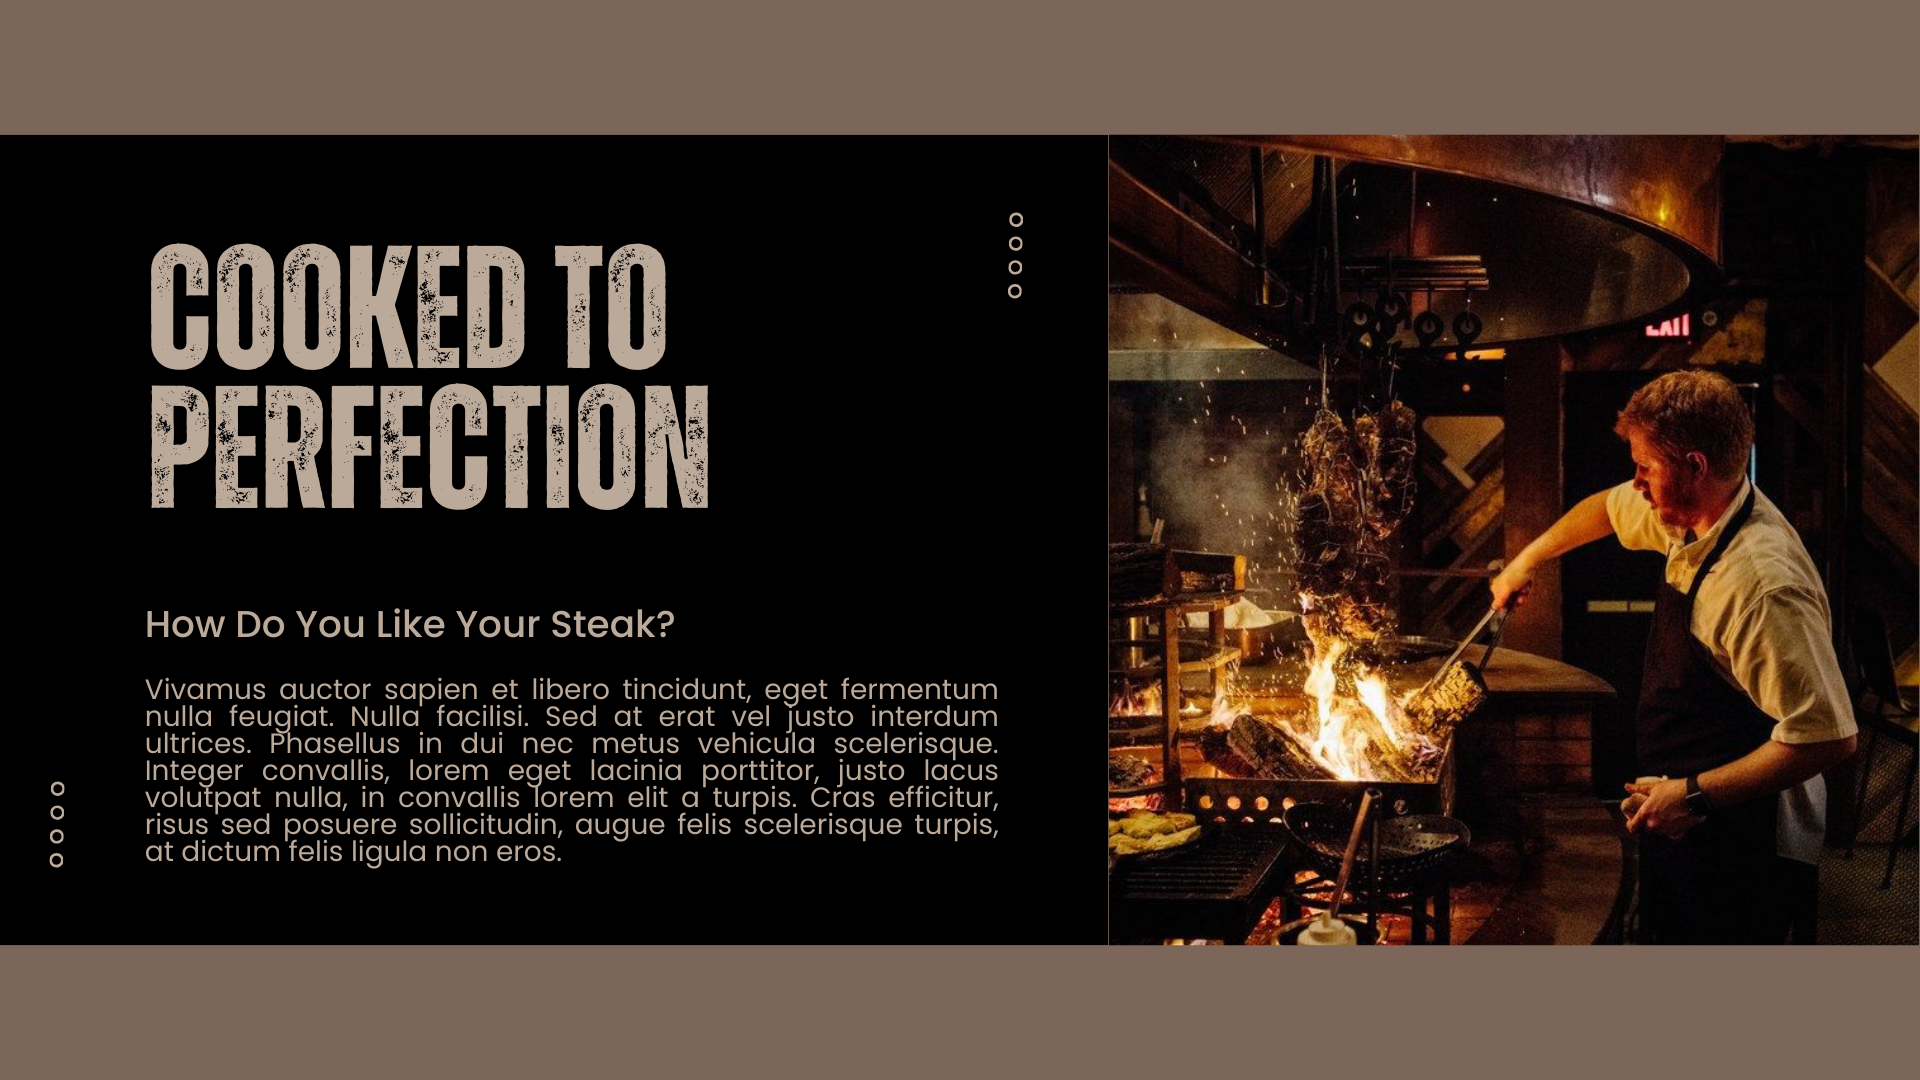 COOKED TO
PERFECTION
How Do You Like Your Steak?
Vivamus auctor sapien et libero tincidunt, eget fermentum
nulla feugiat. Nulla facilisi. Sed at erat vel justo interdum
ultrices. Phasellus in dui nec metus vehicula scelerisque.
Integer convallis, lorem eget lacinia porttitor, justo lacus
volutpat nulla, in convallis lorem elit a turpis. Cras efficitur,
risus sed posuere sollicitudin, augue felis scelerisque turpis,
at dictum felis ligula non eros.
EXIT